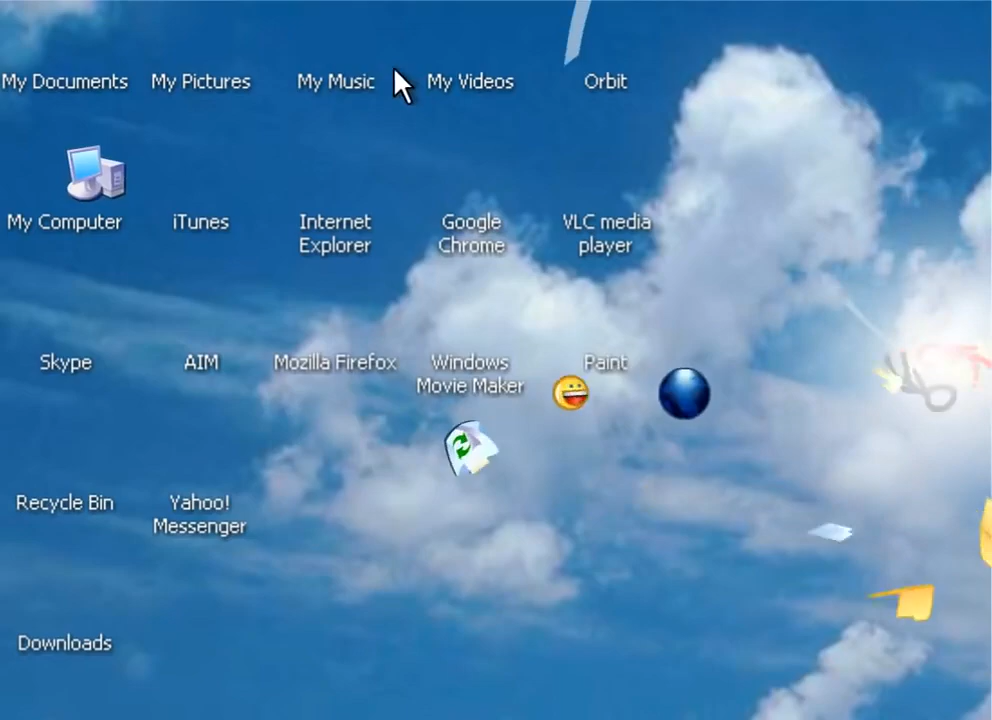 My Documents
My Pictures
My Music
My Videos
Orbit
My Computer
iTunes
Internet
Explorer
Google
Chrome
VLC media
player
Skype
AIM
Mozilla Firefox
Windows
Movie Maker
Paint
Recycle Bin
Yahoo!
Messenger
Downloads